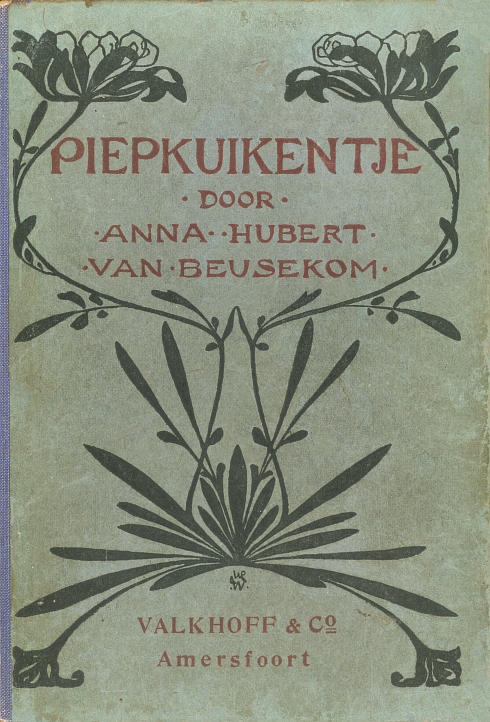 PIEPKUIKENTJE
· DOOR ·
·ANNA··HUBERT·
·VAN·BEUSEKOM·
VALKHOFF & Cº
Amersfoort